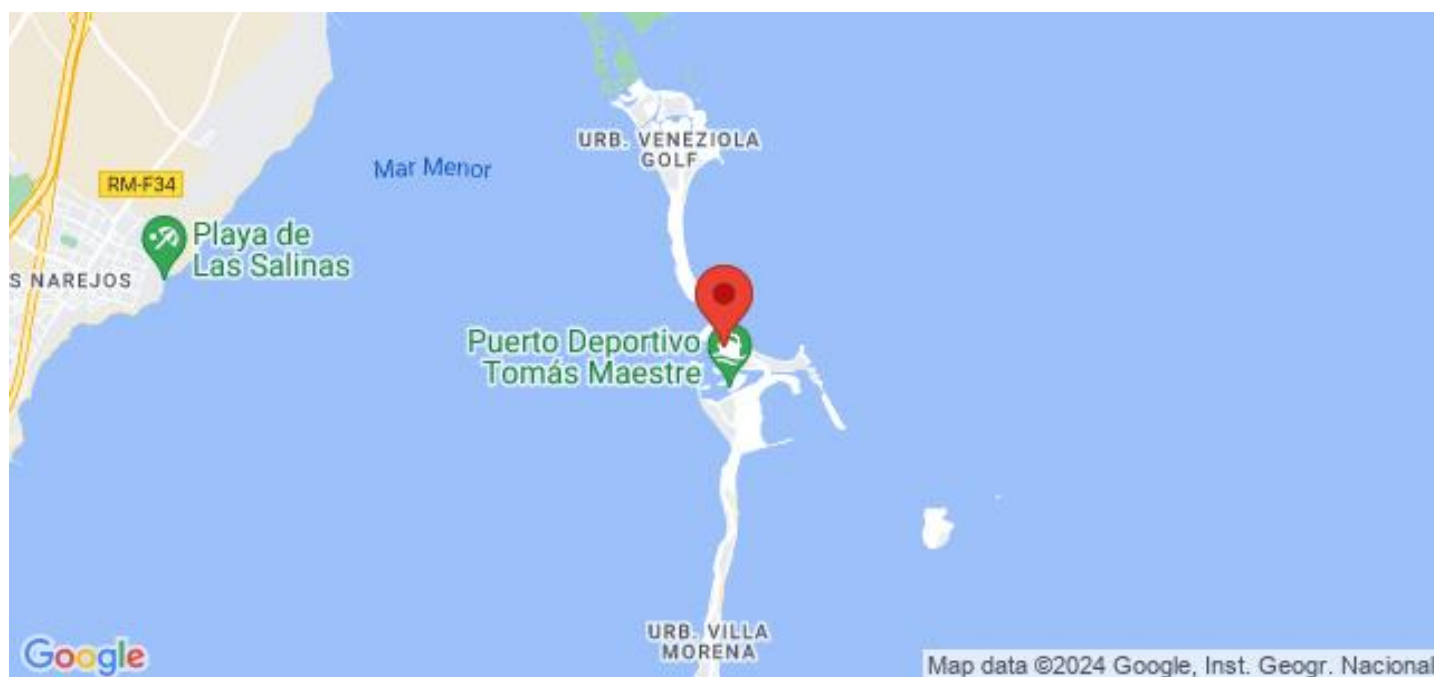 URB. VENEZIOLA
GOLF
Mar Menor
RM-F34
Playa de
Las Salinas
S NAREJOS
Puerto Deportivo
Tomás Maestre
URB. VILLA
MORENA
Google
Map data ©2024 Google, Inst. Geogr. Nacional